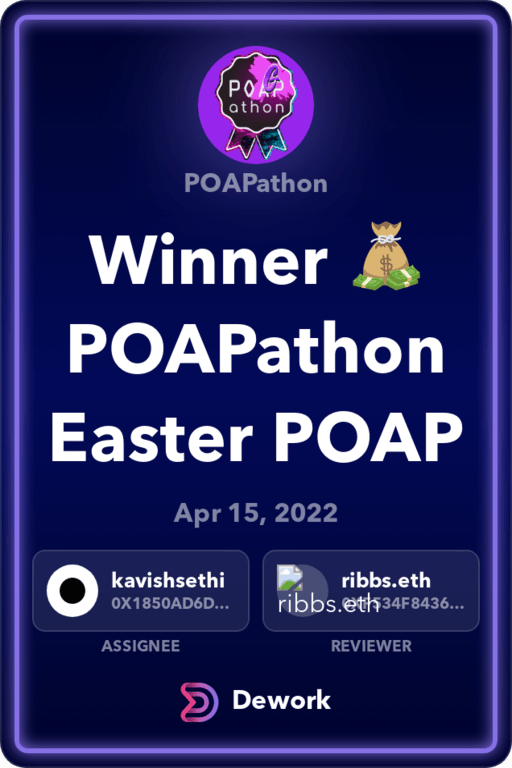 POAP
athon
POAPathon
Winner
POAPathon
Easter POAP
Apr 15, 2022
kavishsethi
0X1850AD6D...
ribbs.eth
ribbs.eth
ASSIGNEE
REVIEWER
Dework